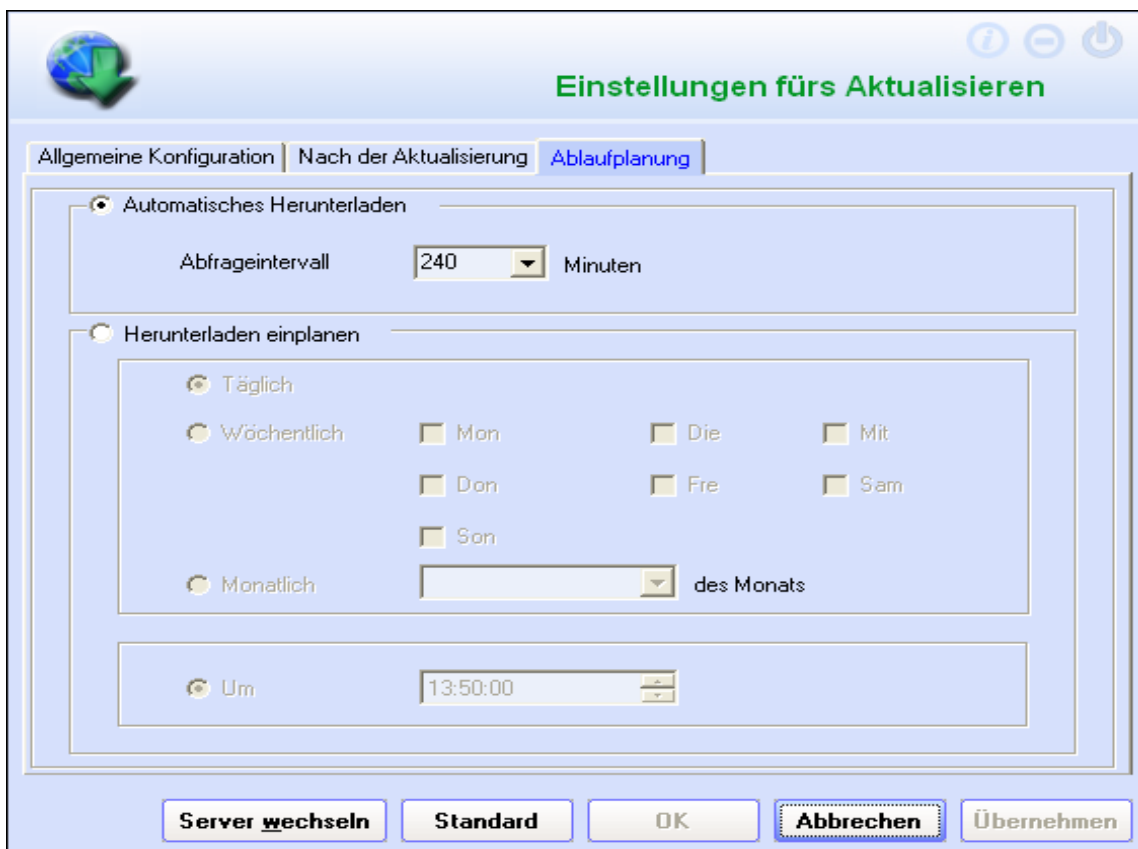 Einstellungen fürs Aktualisieren
Allgemeine Konfiguration Nach der Aktualisierung Ablaufplanung
Automatisches Herunterladen
Abfrageintervall 240 Minuten
Herunterladen einplanen
Täglich
Wöchentlich Mon Die Mit
Don Fre Sam
Son
Monatlich des Monats
Um 13:50:00
Server wechseln Standard OK Abbrechen Übernehmen